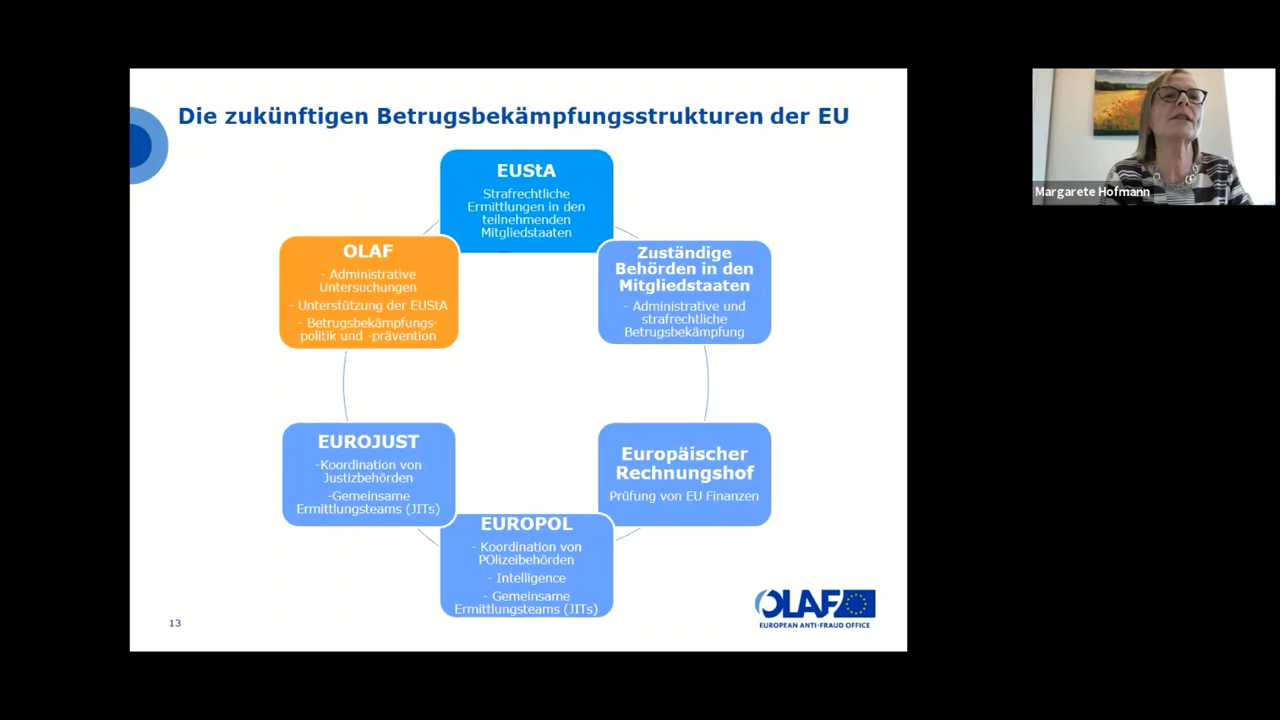 Die zukünftigen Betrugsbekämpfungsstrukturen der EU
EUStA
Strafrechtliche
Ermittlungen in den
teilnehmenden
Mitgliedstaaten
Zuständige
Behörden in den
Mitgliedstaaten
- Administrative und
strafrechtliche
Betrugsbekämpfung
Europäischer
Rechnungshof
Prüfung von EU Finanzen
EUROPOL
- Koordination von
POlizeibehörden
- Intelligence
- Gemeinsame
Ermittlungsteams (JITs)
EUROJUST
-Koordination von
Justizbehörden
-Gemeinsame
Ermittlungsteams (JITs)
OLAF
- Administrative
Untersuchungen
- Unterstützung der EUStA
- Betrugsbekämpfungs-
politik und -prävention
13
OLAF
EUROPEAN ANTI-FRAUD OFFICE
Margarete Hofmann